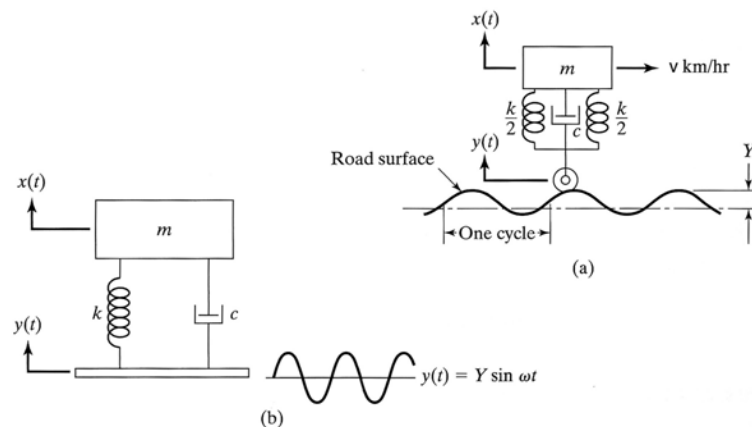 x(t)
m
v km/hr
k/2
c
k/2
y(t)
Road surface
Y
One cycle
(a)
x(t)
m
k
c
y(t)
y(t) = Y sin ωt
(b)